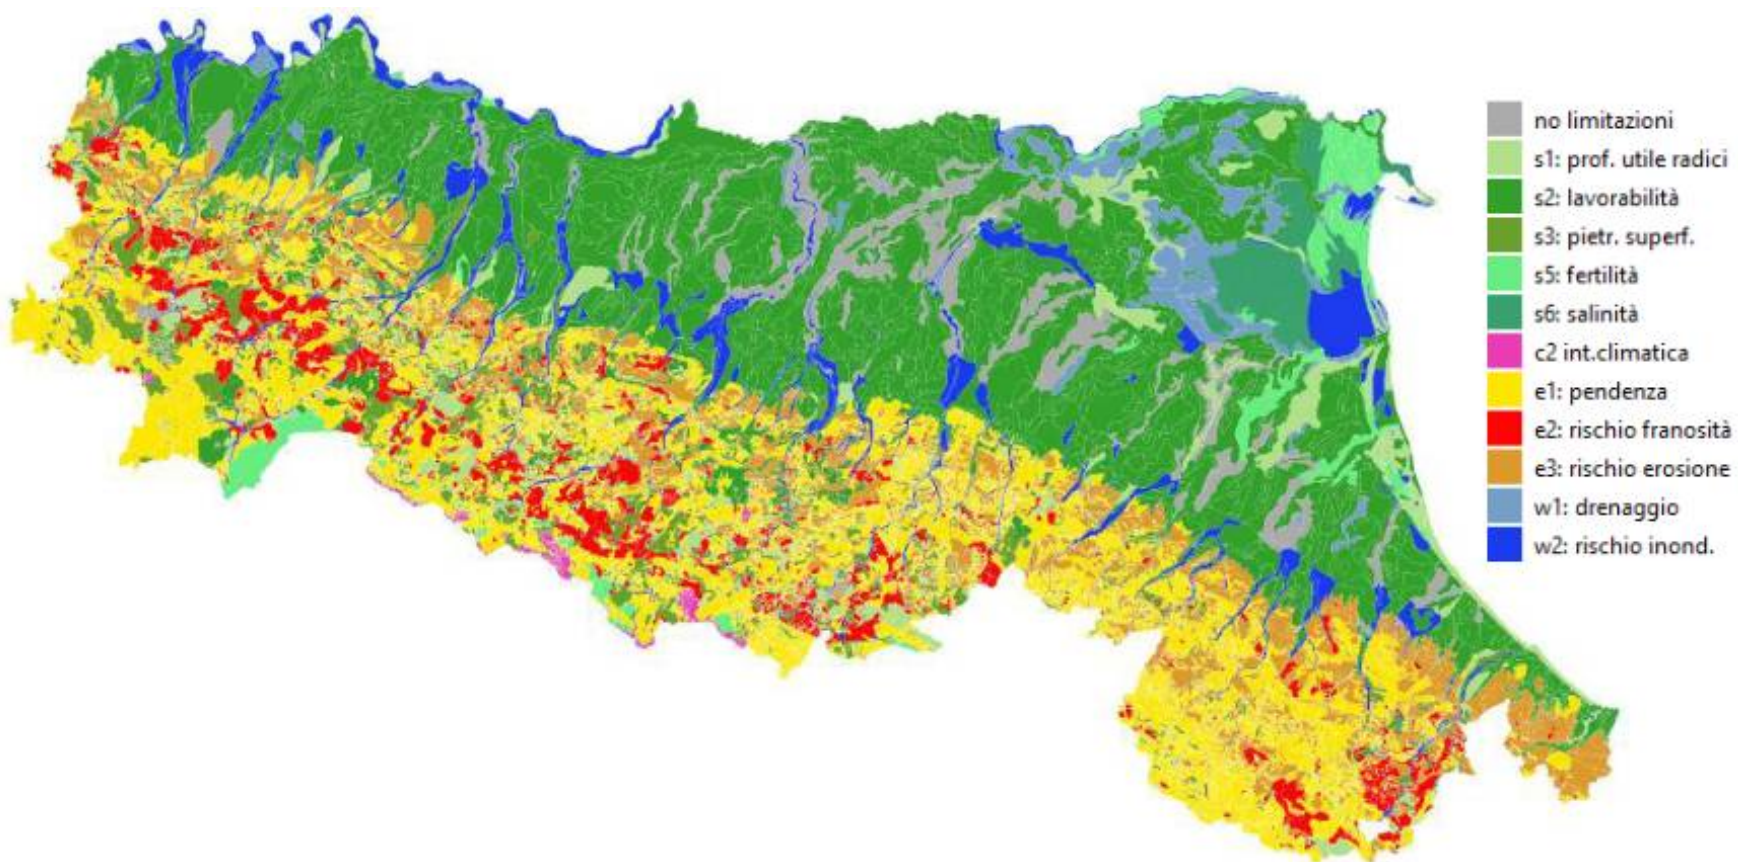 no limitazioni
s1: prof. utile radici
s2: lavorabilità
s3: pietr. superf.
s5: fertilità
s6: salinità
c2 int.climatica
e1: pendenza
e2: rischio franosità
e3: rischio erosione
w1: drenaggio
w2: rischio inond.